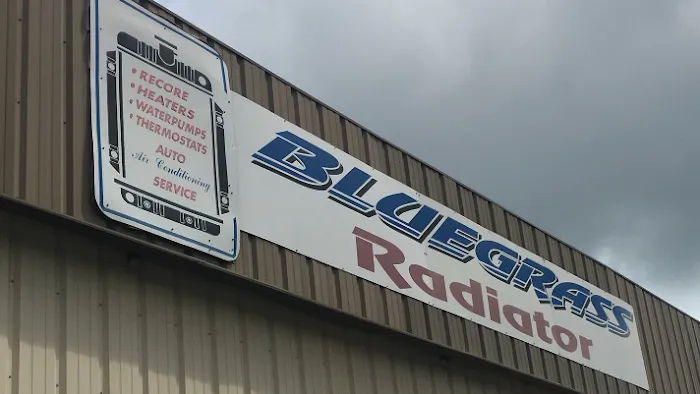 • RECORE
• HEATERS
• WATERPUMPS
• THERMOSTATS
AUTO
Air Conditioning
SERVICE
BLUEGRASS
Radiator